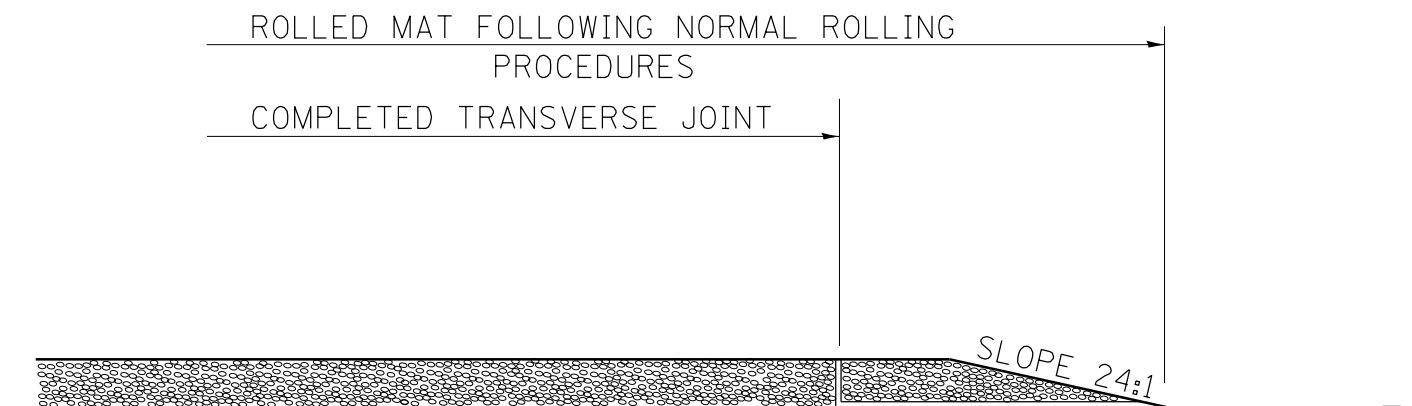 ROLLED MAT FOLLOWING NORMAL ROLLING
PROCEDURES
COMPLETED TRANSVERSE JOINT
SLOPE 24:1